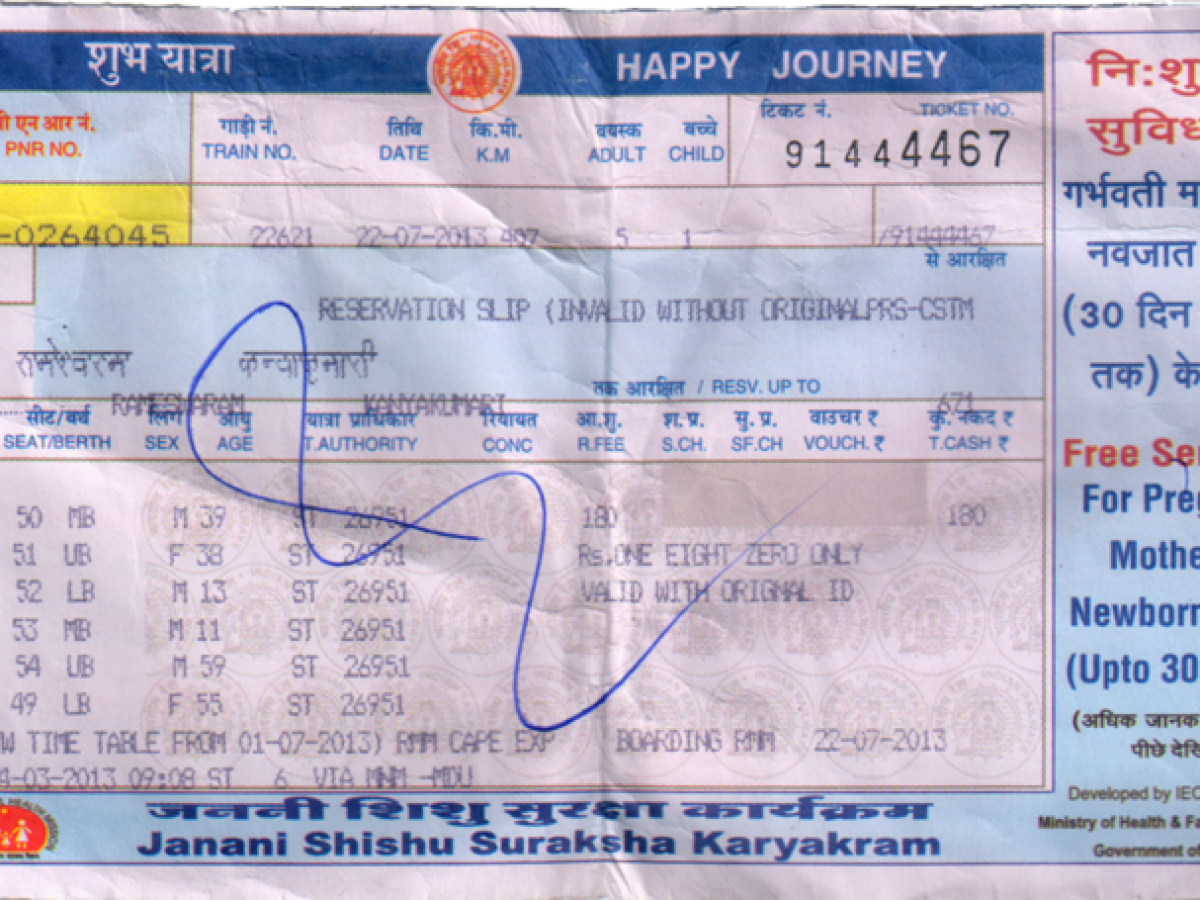 शुभ यात्रा HAPPY JOURNEY
पी एन आर नं. गाड़ी नं. तिथि कि.मी. वयस्क बच्चे टिकट नं. TICKET NO.
PNR NO. TRAIN NO. DATE K.M ADULT CHILD 91444467
-0264045 22621 22-07-2013 407 5 1 /91444467
से आरक्षित
RESERVATION SLIP (INVALID WITHOUT ORIGINALPRS-CSTM
रामेश्वरम कन्याकुमारी
तक आरक्षित / RESV. UP TO
RAMESWARAM KANYAKUMARI 671
सीट/बर्थ लिंग आयु यात्रा प्राधिकार रियायत आ.शु. श.प्र. सु.प्र. वाउचर ₹ कु. नकद ₹
SEAT/BERTH SEX AGE T.AUTHORITY CONC R.FEE S.CH. SF.CH VOUCH. ₹ T.CASH ₹
50 MB M 39 ST 26951 180 180
51 UB F 38 ST 26951 Rs.ONE EIGHT ZERO ONLY
52 LB M 13 ST 26951 VALID WITH ORIGNAL ID
53 MB M 11 ST 26951
54 UB M 59 ST 26951
49 LB F 55 ST 26951
W TIME TABLE FROM 01-07-2013) RMM CAPE EXP BOARDING RMM 22-07-2013
4-03-2013 09:08 ST 6 VIA MNM -MDU
जननी शिशु सुरक्षा कार्यक्रम
Janani Shishu Suraksha Karyakram
नि:शु
सुविध
गर्भवती म
नवजात
(30 दिन
तक) के
Free Ser
For Preg
Mothe
Newborn
(Upto 30
(अधिक जानक
पीछे देखि
Developed by IEC
Ministry of Health & Fa
Government of